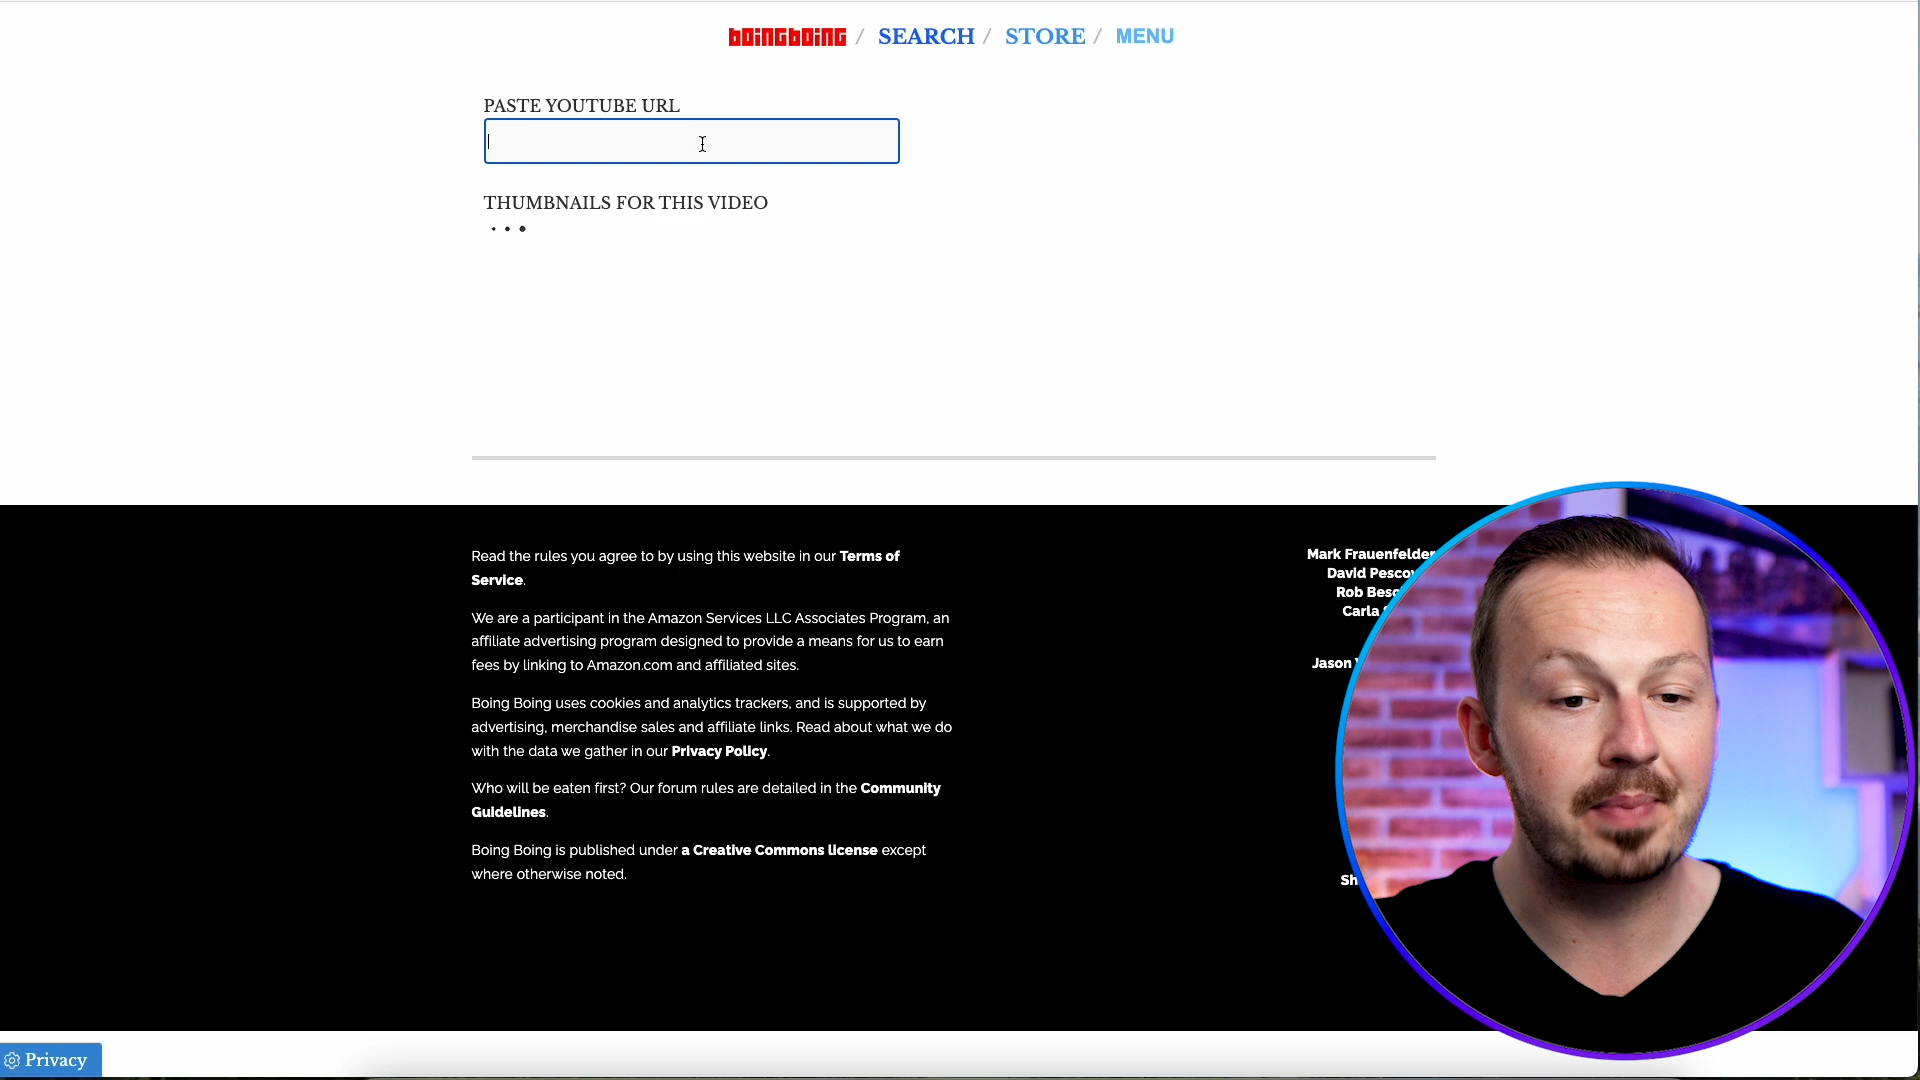 boingboing / SEARCH / STORE / MENU
PASTE YOUTUBE URL
THUMBNAILS FOR THIS VIDEO
Read the rules you agree to by using this website in our Terms of
Service.
We are a participant in the Amazon Services LLC Associates Program, an
affiliate advertising program designed to provide a means for us to earn
fees by linking to Amazon.com and affiliated sites.
Boing Boing uses cookies and analytics trackers, and is supported by
advertising, merchandise sales and affiliate links. Read about what we do
with the data we gather in our Privacy Policy.
Who will be eaten first? Our forum rules are detailed in the Community
Guidelines.
Boing Boing is published under a Creative Commons license except
where otherwise noted.
Mark Frauenfelder
David
Rob
Carla
Jason
Privacy